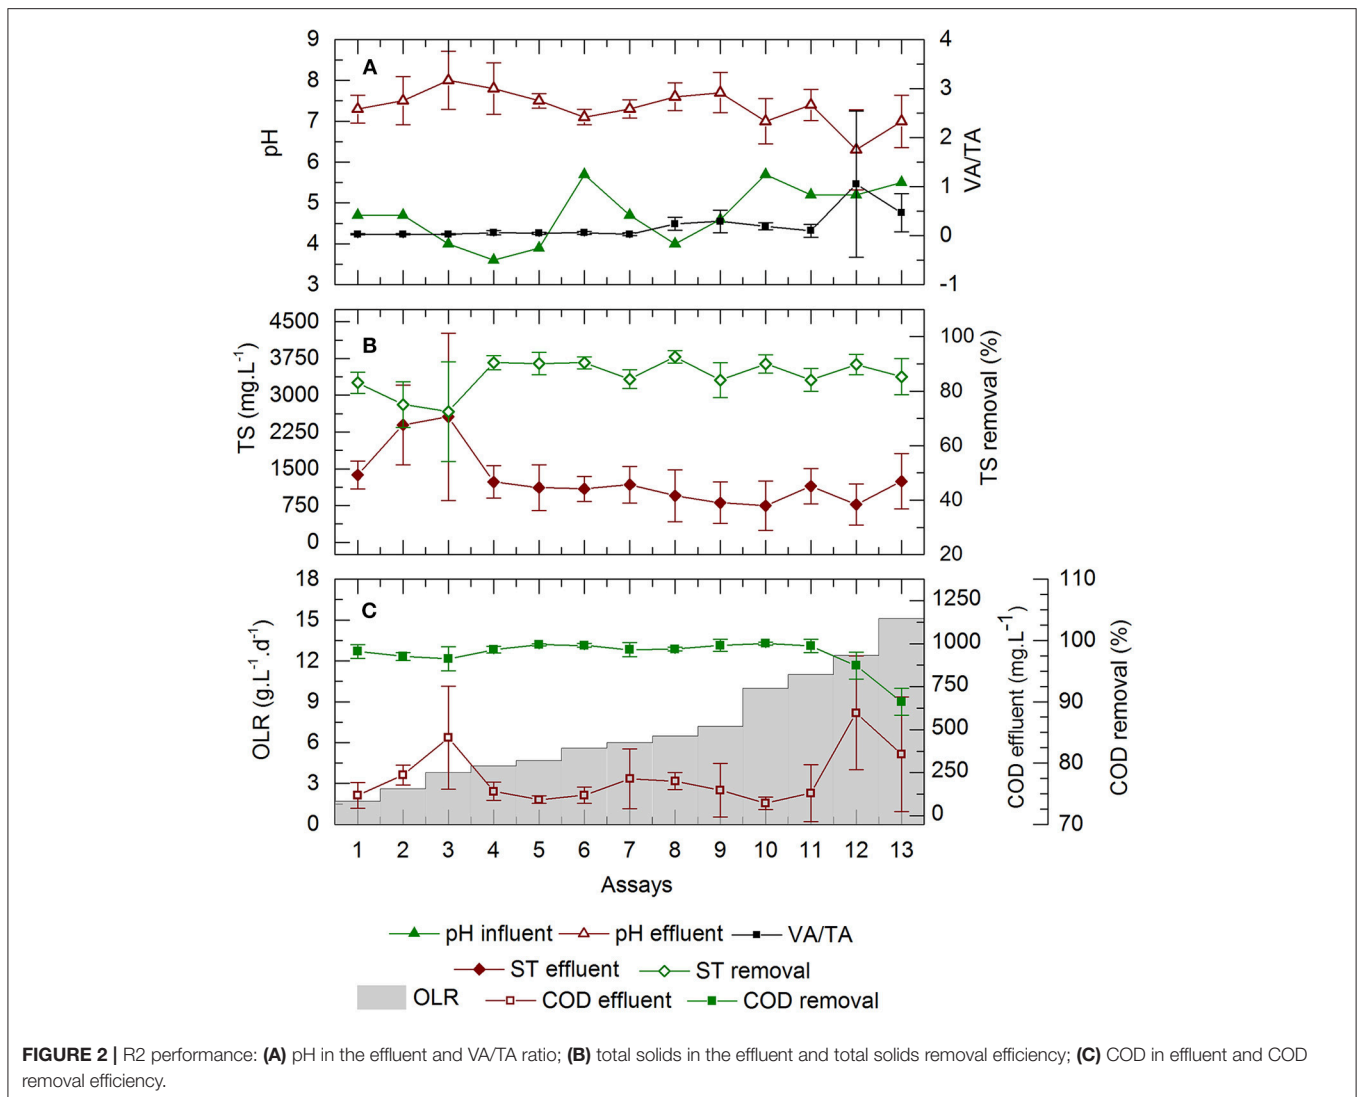 9
8
7
6
5
4
3
pH
A
4
3
2
1
0
-1
VA/TA
4500
3750
3000
2250
1500
750
0
TS (mg.L⁻¹)
B
100
80
60
40
20
TS removal (%)
18
15
12
9
6
3
0
OLR (g.L⁻¹.d⁻¹)
C
1250
1000
750
500
250
0
COD effluent (mg.L⁻¹)
110
100
90
80
70
COD removal (%)
1 2 3 4 5 6 7 8 9 10 11 12 13
Assays
pH influent pH effluent VA/TA
ST effluent ST removal
OLR COD effluent COD removal
FIGURE 2 | R2 performance: (A) pH in the effluent and VA/TA ratio; (B) total solids in the effluent and total solids removal efficiency; (C) COD in effluent and COD
removal efficiency.